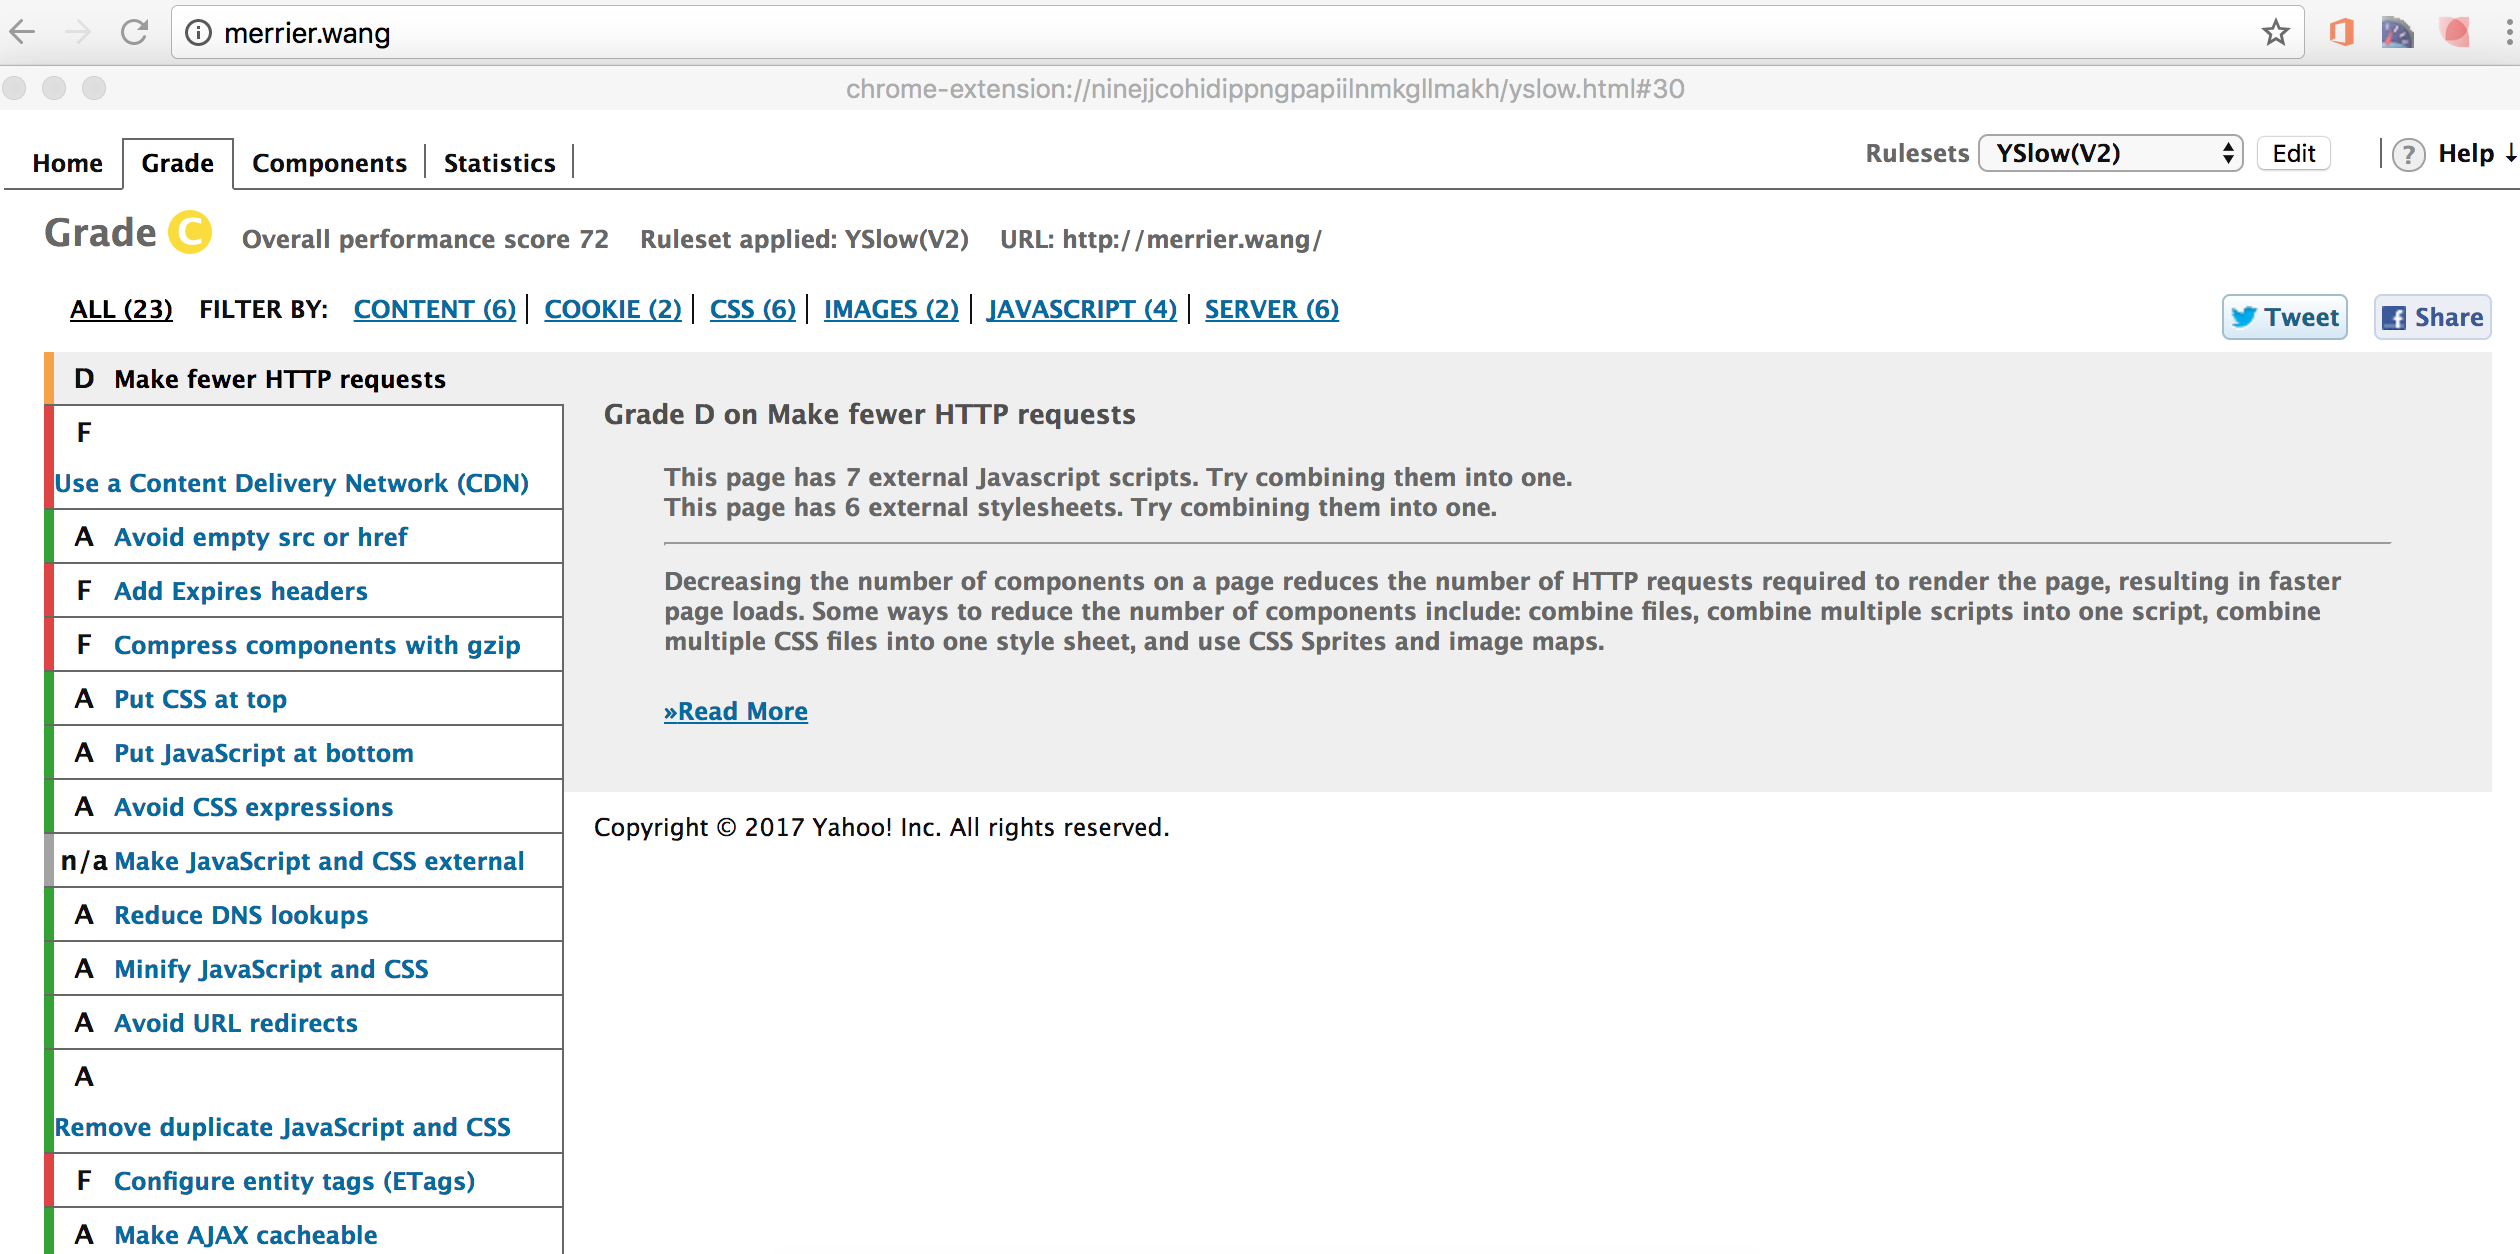 merrier.wang
chrome-extension://ninejjcohidippngpapiilnmkgllmakh/yslow.html#30
Home Grade Components Statistics Rulesets YSlow(V2) Edit ? Help ↓
Grade C Overall performance score 72 Ruleset applied: YSlow(V2) URL: http://merrier.wang/
ALL (23) FILTER BY: CONTENT (6) COOKIE (2) CSS (6) IMAGES (2) JAVASCRIPT (4) SERVER (6)
Tweet Share
D Make fewer HTTP requests
F
Use a Content Delivery Network (CDN)
A Avoid empty src or href
F Add Expires headers
F Compress components with gzip
A Put CSS at top
A Put JavaScript at bottom
A Avoid CSS expressions
n/a Make JavaScript and CSS external
A Reduce DNS lookups
A Minify JavaScript and CSS
A Avoid URL redirects
A
Remove duplicate JavaScript and CSS
F Configure entity tags (ETags)
A Make AJAX cacheable
Grade D on Make fewer HTTP requests
This page has 7 external Javascript scripts. Try combining them into one.
This page has 6 external stylesheets. Try combining them into one.
Decreasing the number of components on a page reduces the number of HTTP requests required to render the page, resulting in faster
page loads. Some ways to reduce the number of components include: combine files, combine multiple scripts into one script, combine
multiple CSS files into one style sheet, and use CSS Sprites and image maps.
»Read More
Copyright © 2017 Yahoo! Inc. All rights reserved.